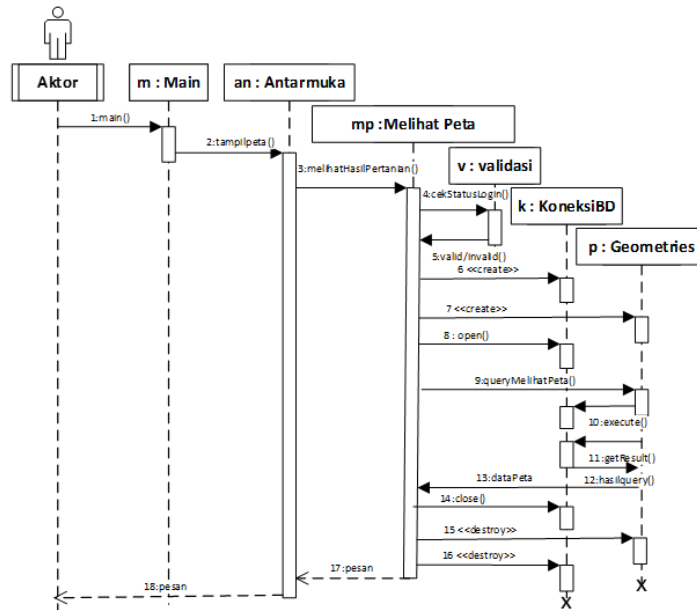 Aktor
m : Main
an : Antarmuka
mp :Melihat Peta
v : validasi
k : KoneksiBD
p : Geometries
1:main()
2:tampilpeta()
3:melihatHasilPertanian()
4:cekStatusLogin()
5:valid/Invalid()
6 <<create>>
7 <<create>>
8 : open()
9:queryMelihatPeta()
10:execute()
11:getResult()
12:hasilquery()
13:dataPeta
14:close()
15 <<destroy>>
16 <<destroy>>
17:pesan
18:pesan
X
X